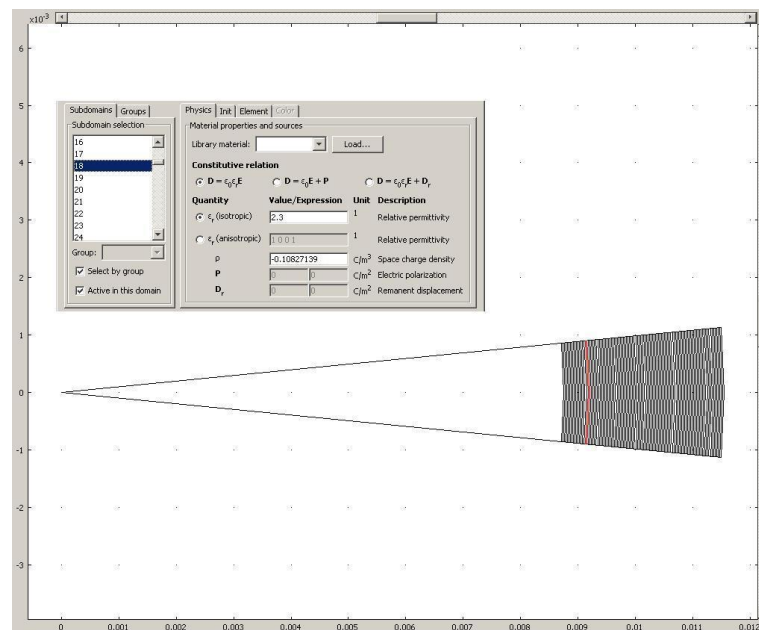 ×10⁻³
6
5
Subdomains Groups
Physics Init Element Color
Subdomain selection
16
17
18
19
20
21
22
23
24
Group:
Select by group
Active in this domain
Material properties and sources
Library material: Load...
Constitutive relation
D = ε₀εᵣE D = ε₀E + P D = ε₀εᵣE + Dᵣ
Quantity Value/Expression Unit Description
εᵣ (isotropic) 2.3 1 Relative permittivity
εᵣ (anisotropic) 1 0 0 1 1 Relative permittivity
ρ -0.10827139 C/m³ Space charge density
P 0 0 C/m² Electric polarization
Dᵣ 0 0 C/m² Remanent displacement
4
3
2
1
0
-1
-2
-3
0 0.001 0.002 0.003 0.004 0.005 0.006 0.007 0.008 0.009 0.01 0.011 0.012